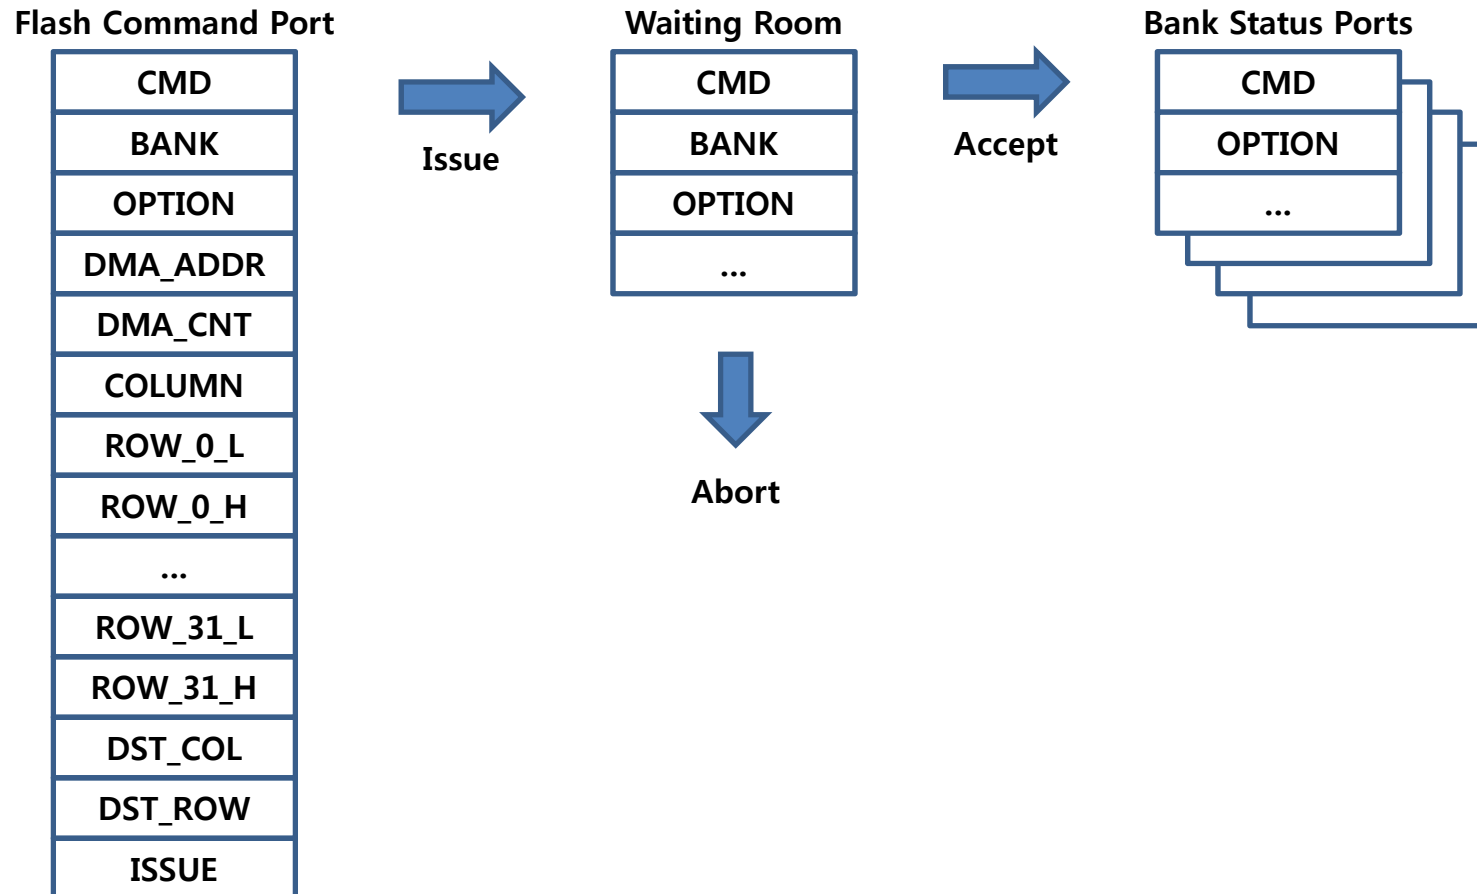 Flash Command Port
CMD
BANK
OPTION
DMA_ADDR
DMA_CNT
COLUMN
ROW_0_L
ROW_0_H
...
ROW_31_L
ROW_31_H
DST_COL
DST_ROW
ISSUE
Issue
Waiting Room
CMD
BANK
OPTION
...
Abort
Accept
Bank Status Ports
CMD
OPTION
...